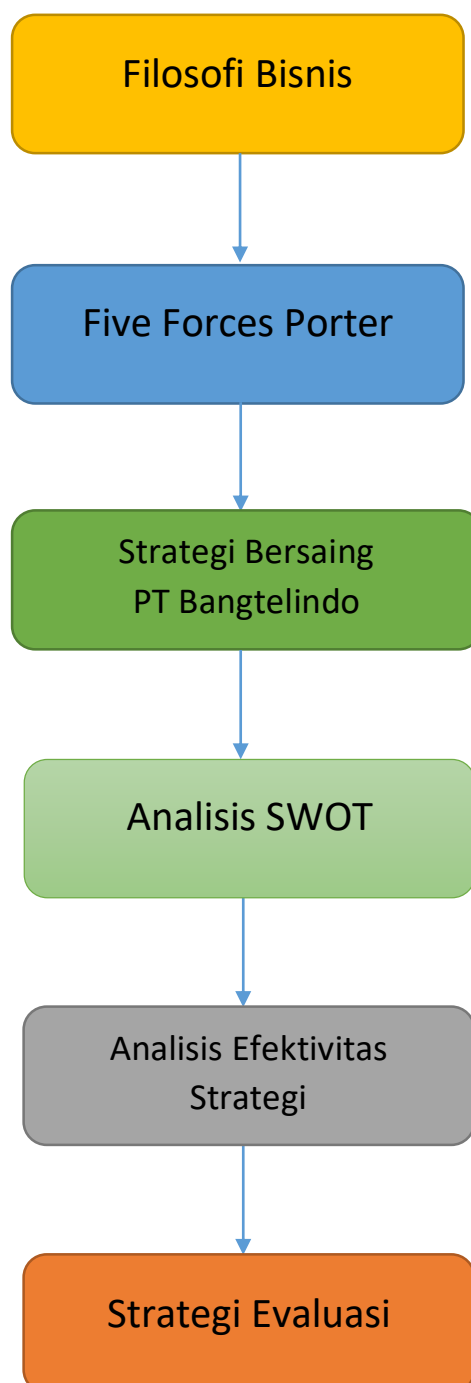 Filosofi Bisnis
Five Forces Porter
Strategi Bersaing
PT Bangtelindo
Analisis SWOT
Analisis Efektivitas
Strategi
Strategi Evaluasi